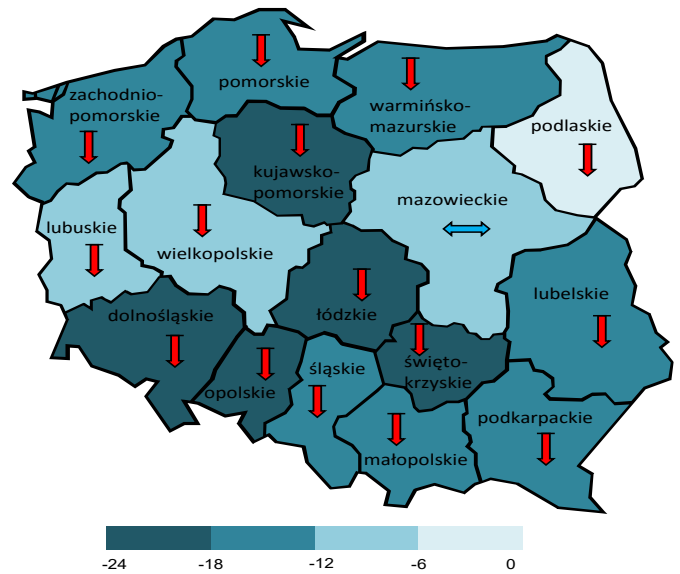 pomorskie
zachodnio-
pomorskie
warmińsko-
mazurskie
podlaskie
kujawsko-
pomorskie
mazowieckie
lubuskie
wielkopolskie
lubelskie
dolnośląskie
łódzkie
śląskie
święto-
krzyskie
opolskie
podkarpackie
małopolskie
-24 -18 -12 -6 0